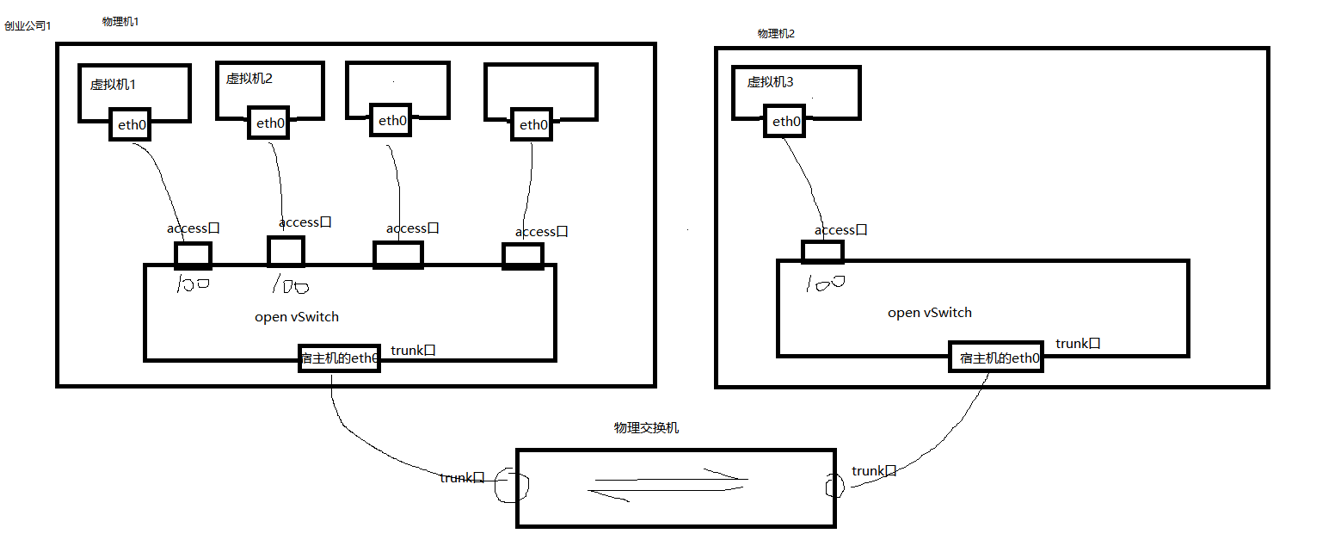 创业公司1
物理机1
物理机2
虚拟机1
虚拟机2
虚拟机3
eth0
eth0
eth0
eth0
eth0
access口
access口
access口
access口
access口
100
100
100
open vSwitch
open vSwitch
宿主机的eth0
trunk口
宿主机的eth0
trunk口
物理交换机
trunk口
trunk口